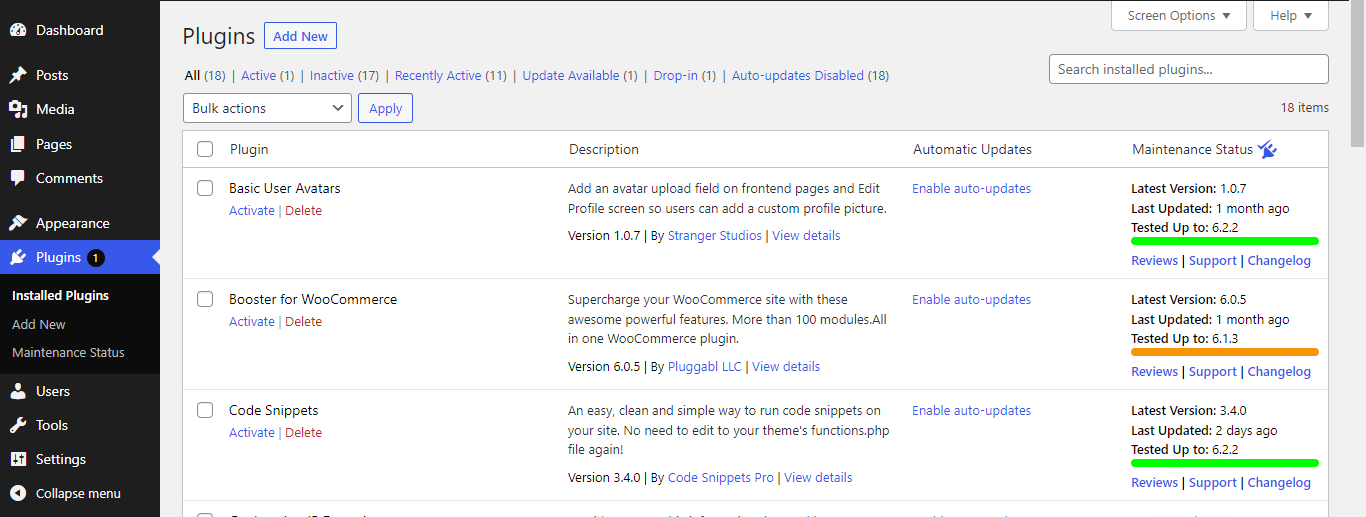 Dashboard
Posts
Media
Pages
Comments
Appearance
Plugins 1
Installed Plugins
Add New
Maintenance Status
Users
Tools
Settings
Collapse menu
Screen Options
Help
Plugins Add New
All (18) | Active (1) | Inactive (17) | Recently Active (11) | Update Available (1) | Drop-in (1) | Auto-updates Disabled (18)
Search installed plugins...
Bulk actions Apply
18 items
Plugin Description Automatic Updates Maintenance Status
Basic User Avatars
Activate | Delete
Add an avatar upload field on frontend pages and Edit
Profile screen so users can add a custom profile picture.
Version 1.0.7 | By Stranger Studios | View details
Enable auto-updates
Latest Version: 1.0.7
Last Updated: 1 month ago
Tested Up to: 6.2.2
Reviews | Support | Changelog
Booster for WooCommerce
Activate | Delete
Supercharge your WooCommerce site with these
awesome powerful features. More than 100 modules.All
in one WooCommerce plugin.
Version 6.0.5 | By Pluggabl LLC | View details
Enable auto-updates
Latest Version: 6.0.5
Last Updated: 1 month ago
Tested Up to: 6.1.3
Reviews | Support | Changelog
Code Snippets
Activate | Delete
An easy, clean and simple way to run code snippets on
your site. No need to edit to your theme's functions.php
file again!
Version 3.4.0 | By Code Snippets Pro | View details
Enable auto-updates
Latest Version: 3.4.0
Last Updated: 2 days ago
Tested Up to: 6.2.2
Reviews | Support | Changelog